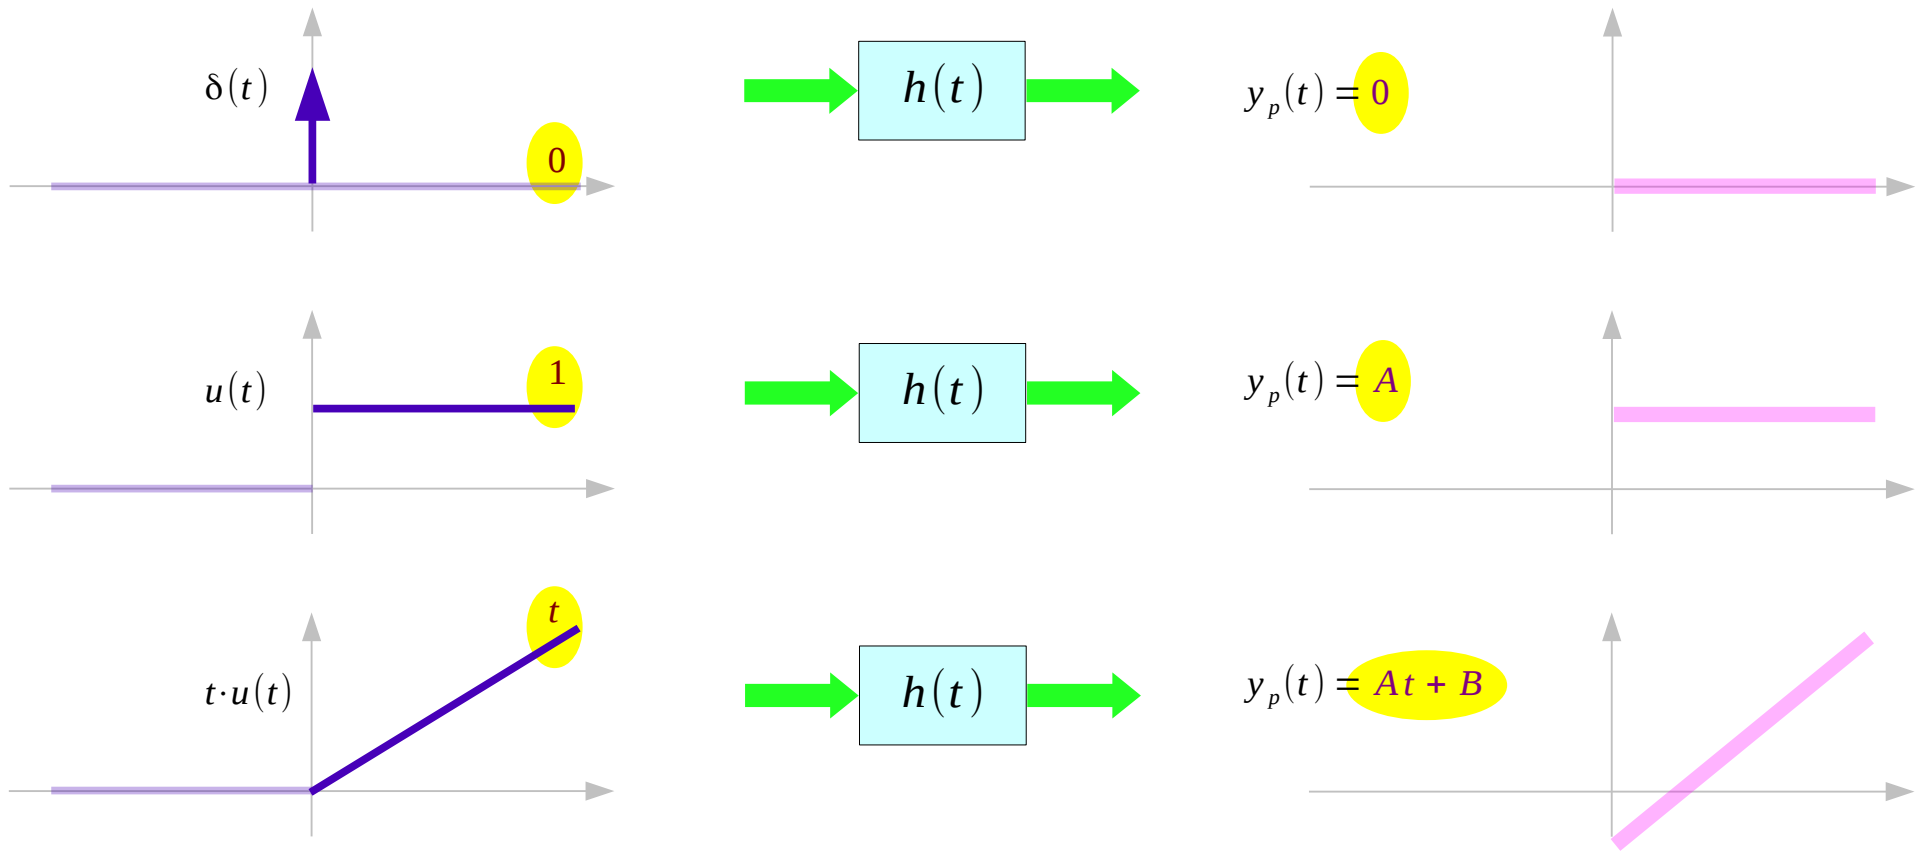 δ(t)
0
h(t)
y_p(t) = 0
u(t)
1
h(t)
y_p(t) = A
t·u(t)
t
h(t)
y_p(t) = At + B